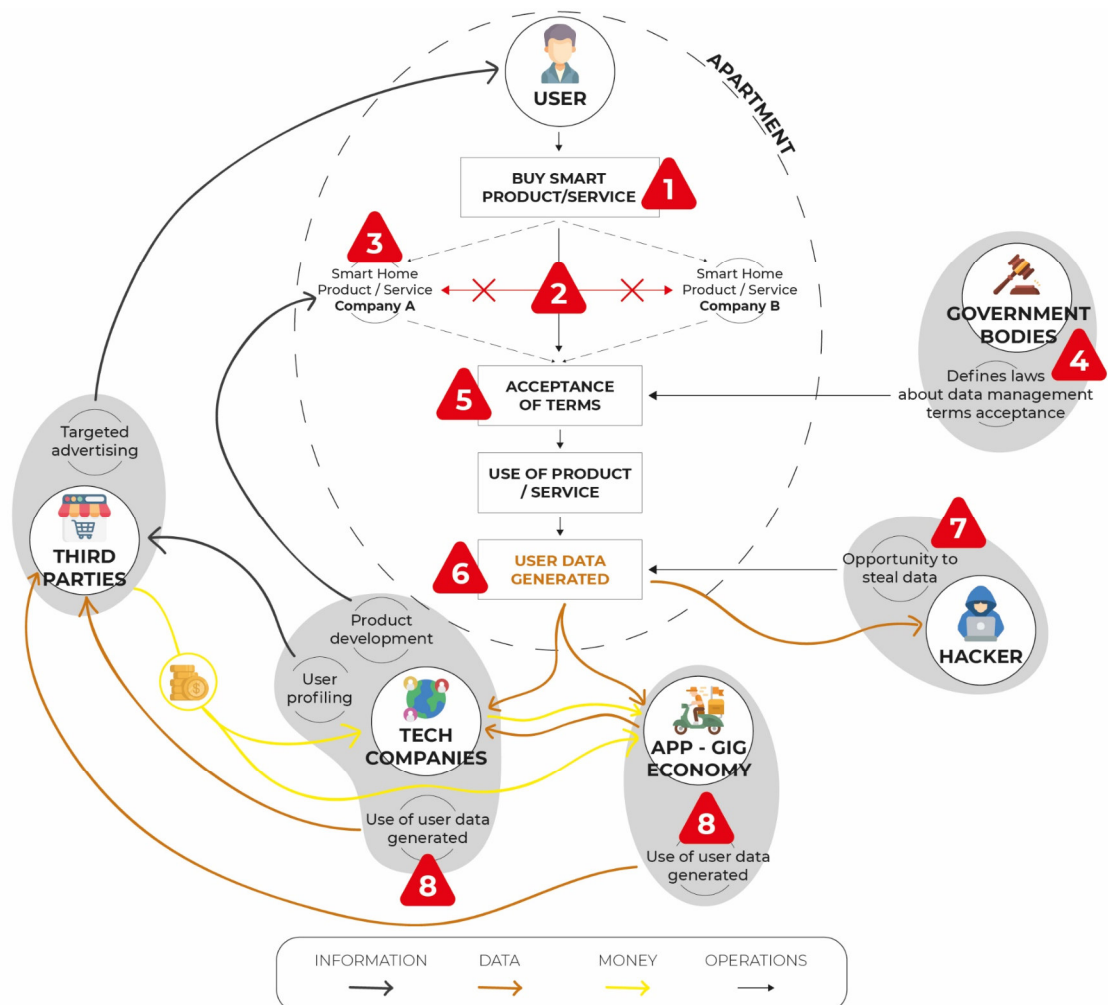 USER
APARTMENT
BUY SMART
PRODUCT/SERVICE
1
3
Smart Home
Product / Service
Company A
2
Smart Home
Product / Service
Company B
GOVERNMENT
BODIES
4
Defines laws
about data management
terms acceptance
5
ACCEPTANCE
OF TERMS
Targeted
advertising
USE OF PRODUCT
/ SERVICE
THIRD
PARTIES
6
USER DATA
GENERATED
7
Opportunity to
steal data
HACKER
Product
development
User
profiling
TECH
COMPANIES
APP - GIG
ECONOMY
Use of user data
generated
8
8
Use of user data
generated
INFORMATION
DATA
MONEY
OPERATIONS